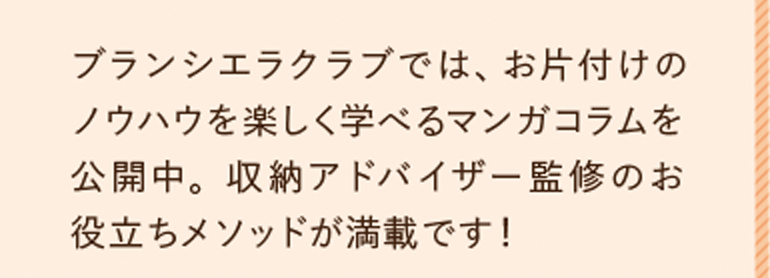 ブランシエラクラブでは、お片付けの
ノウハウを楽しく学べるマンガコラムを
公開中。収納アドバイザー監修のお
役立ちメソッドが満載です!